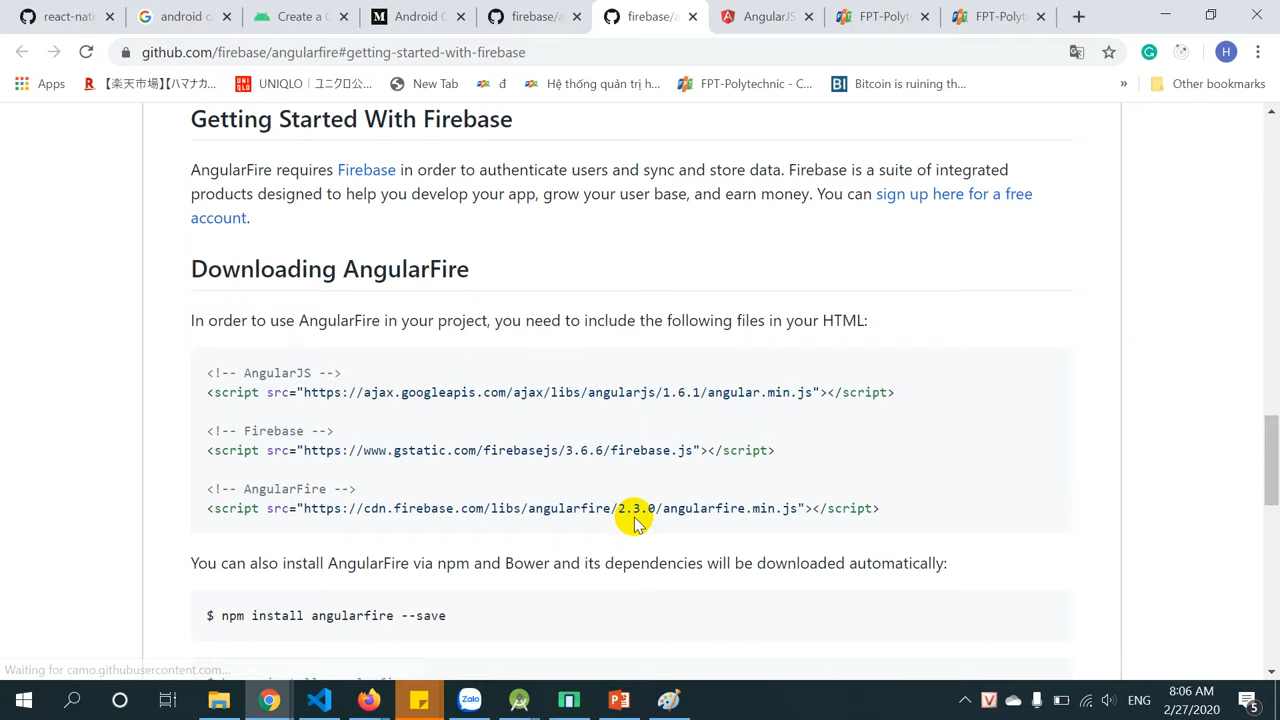 react-nati
android c
Create a C
Android C
firebase/a
firebase/a
AngularJS
FPT-Polyt
FPT-Polyt
github.com/firebase/angularfire#getting-started-with-firebase
H
Apps
【楽天市場】【ハマナカ...
UNIQLO｜ユニクロ公...
New Tab
đ
Hệ thống quản trị h...
FPT-Polytechnic - C...
BI
Bitcoin is ruining th...
»
Other bookmarks
Getting Started With Firebase
AngularFire requires Firebase in order to authenticate users and sync and store data. Firebase is a suite of integrated
products designed to help you develop your app, grow your user base, and earn money. You can sign up here for a free
account.
Downloading AngularFire
In order to use AngularFire in your project, you need to include the following files in your HTML:
<!-- AngularJS -->
<script src="https://ajax.googleapis.com/ajax/libs/angularjs/1.6.1/angular.min.js"></script>
<!-- Firebase -->
<script src="https://www.gstatic.com/firebasejs/3.6.6/firebase.js"></script>
<!-- AngularFire -->
<script src="https://cdn.firebase.com/libs/angularfire/2.3.0/angularfire.min.js"></script>
You can also install AngularFire via npm and Bower and its dependencies will be downloaded automatically:
$ npm install angularfire --save
Waiting for camo.githubusercontent.com...
Zalo
ENG
8:06 AM
2/27/2020
5